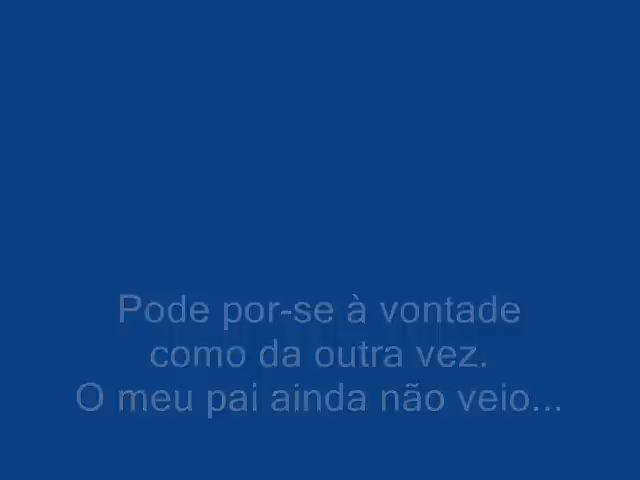 Pode por-se à vontade
como da outra vez.
O meu pai ainda não veio...